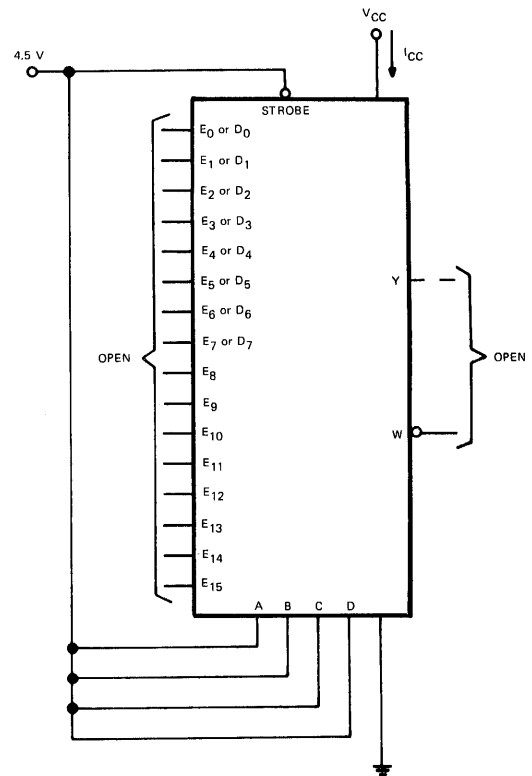 VCC
ICC
4.5 V
STROBE
E0 or D0
E1 or D1
E2 or D2
E3 or D3
E4 or D4
E5 or D5
E6 or D6
E7 or D7
E8
E9
E10
E11
E12
E13
E14
E15
OPEN
Y
W
OPEN
A B C D